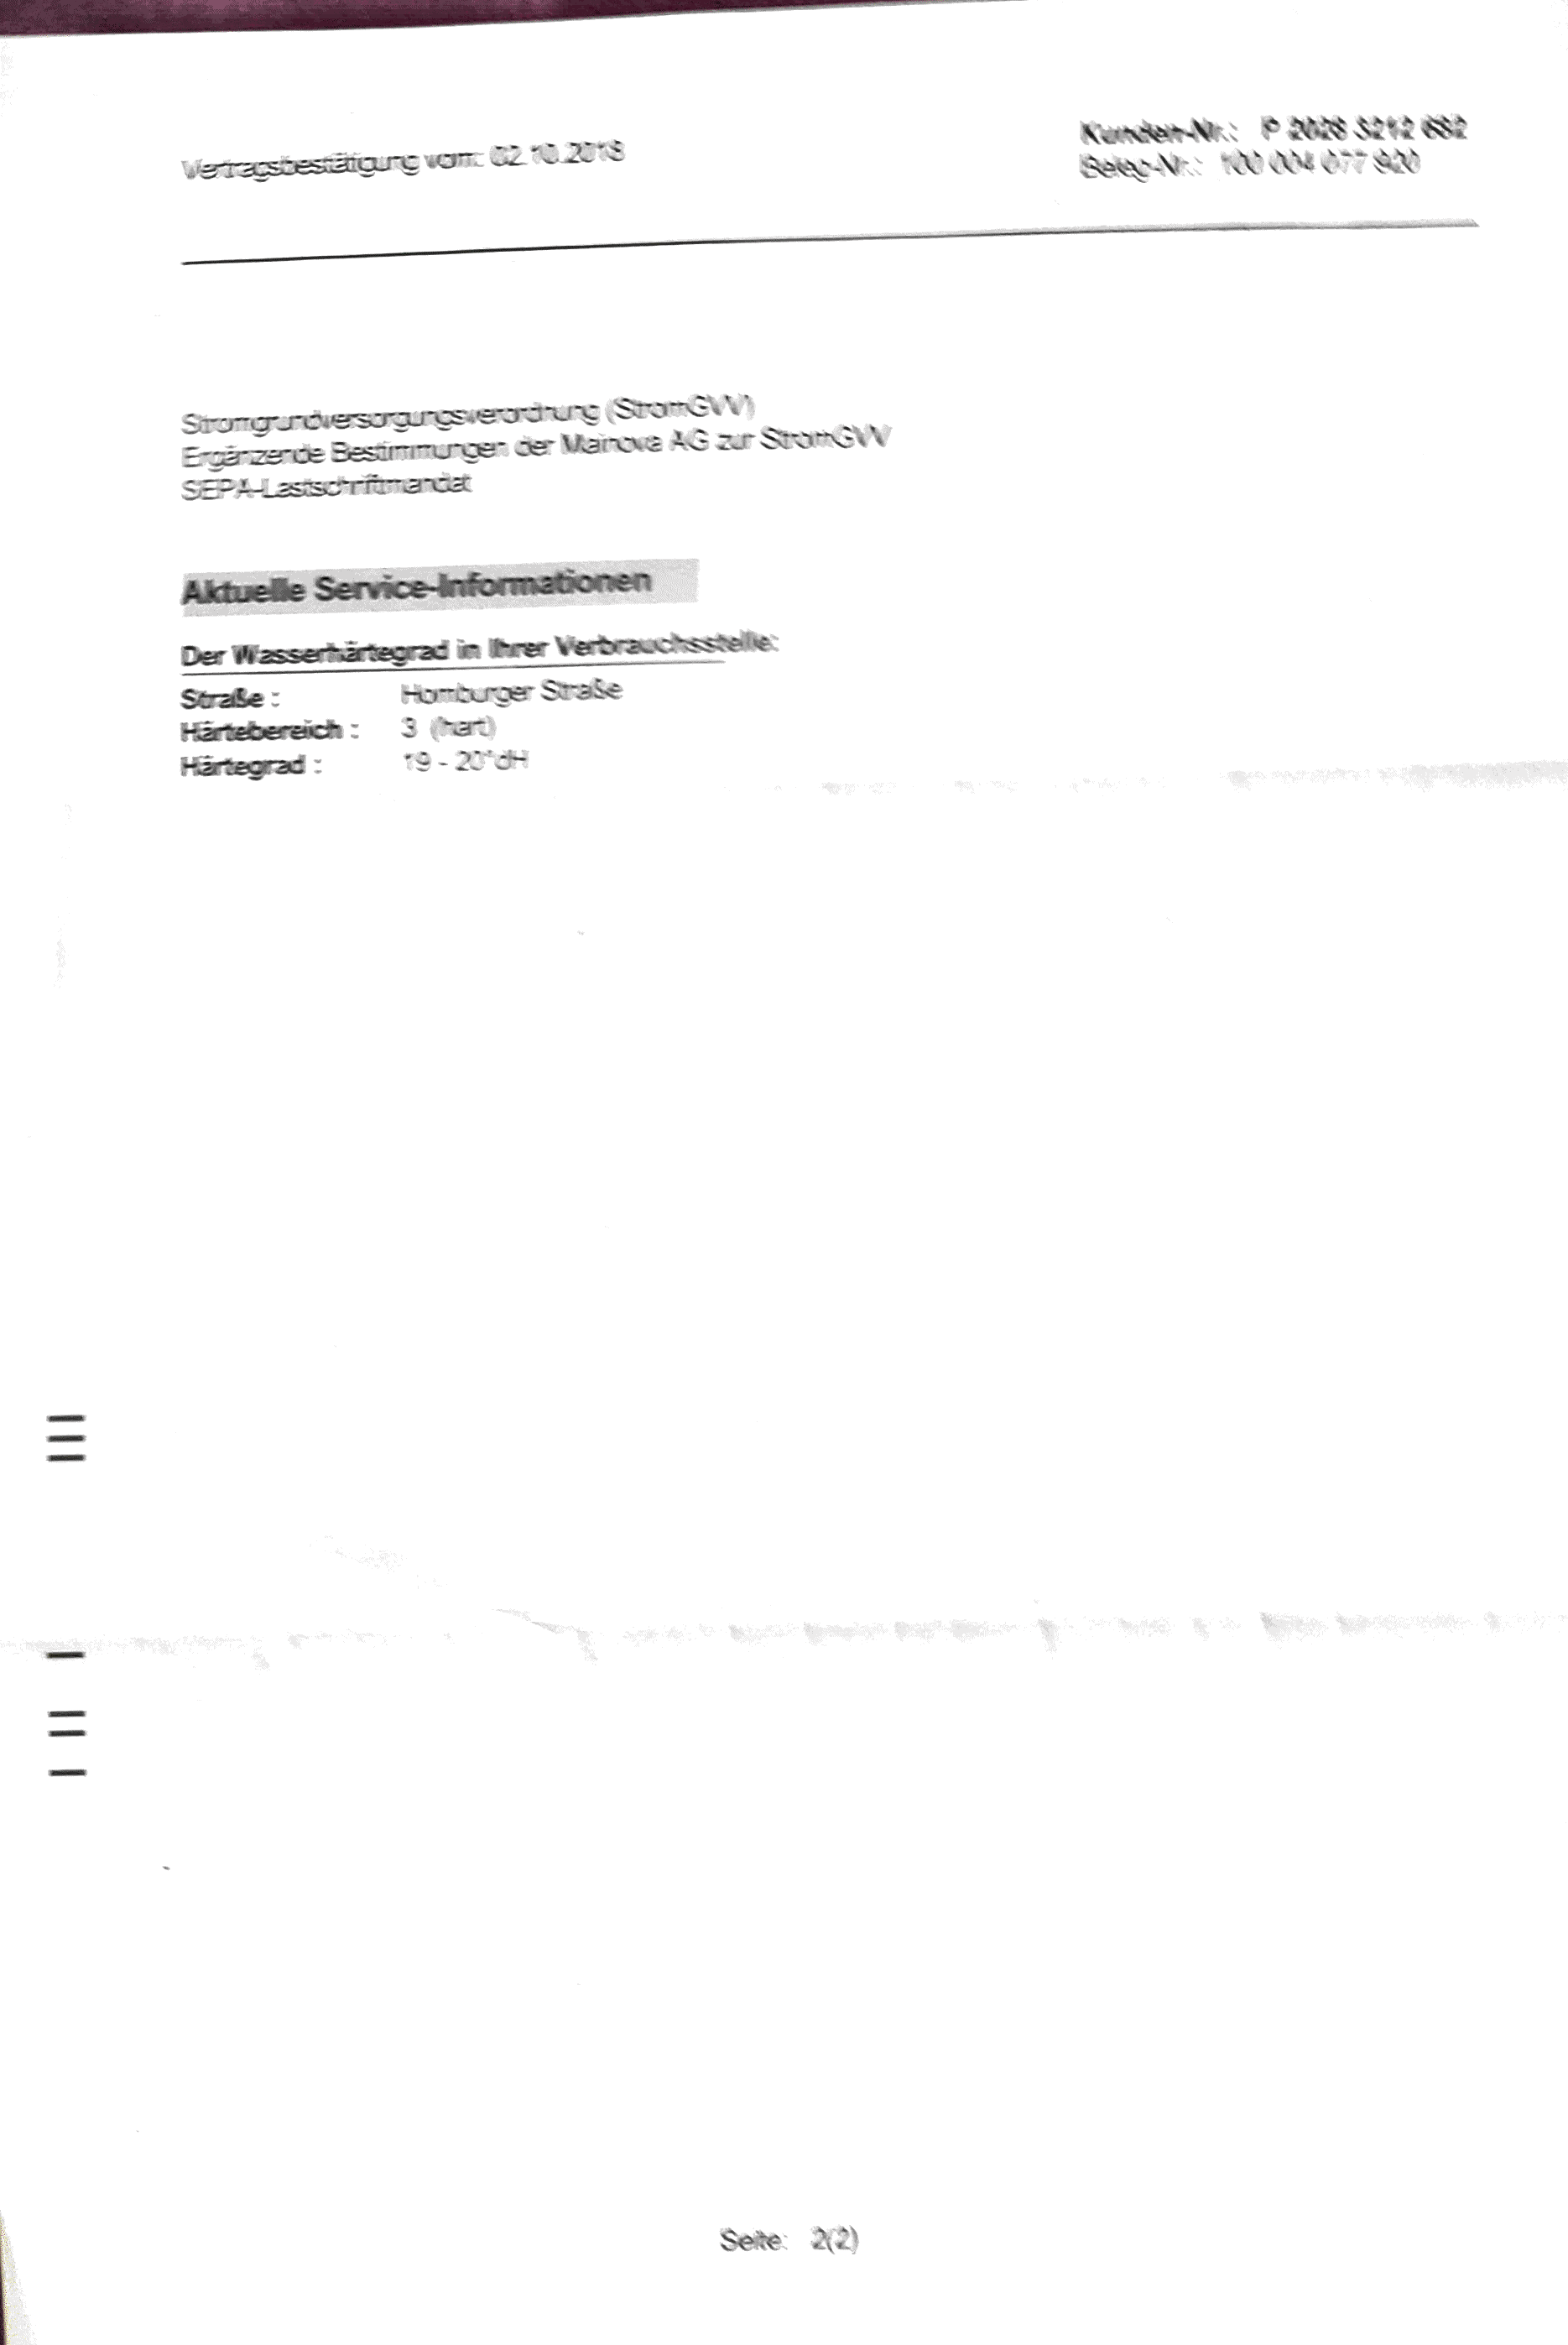 Vertragsbestätigung vom: 02.10.2018
Kunden-Nr.: P 2028 3212 682
Beleg-Nr.: 100 004 077 920
Stromgrundversorgungsverordnung (StromGVV)
Ergänzende Bestimmungen der Mainova AG zur StromGVV
SEPA-Lastschriftmandat
Aktuelle Service-Informationen
Der Wasserhärtegrad in Ihrer Verbrauchsstelle:
Straße : Homburger Straße
Härtebereich : 3 (hart)
Härtegrad : 19 - 20°dH
Seite: 2(2)